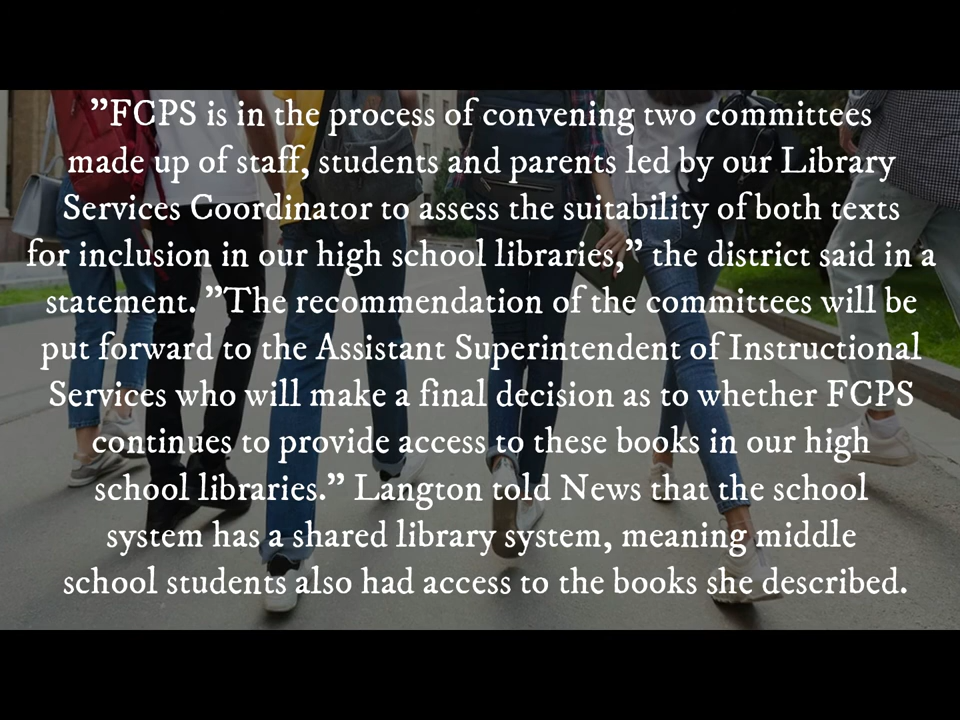 ”FCPS is in the process of convening two committees
made up of staff, students and parents led by our Library
Services Coordinator to assess the suitability of both texts
for inclusion in our high school libraries,” the district said in a
statement. ”The recommendation of the committees will be
put forward to the Assistant Superintendent of Instructional
Services who will make a final decision as to whether FCPS
continues to provide access to these books in our high
school libraries.” Langton told News that the school
system has a shared library system, meaning middle
school students also had access to the books she described.